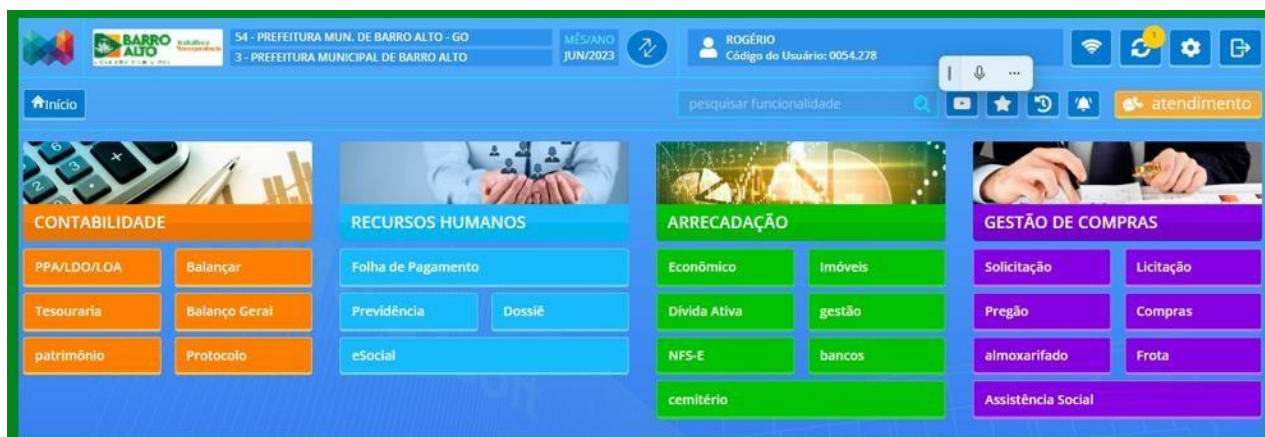 BARRO ALTO
54 - PREFEITURA MUN. DE BARRO ALTO - GO
3 - PREFEITURA MUNICIPAL DE BARRO ALTO
MÊS/ANO
JUN/2023
ROGÉRIO
Código do Usuário: 0054.278
1
Início
pesquisar funcionalidade
atendimento
CONTABILIDADE
RECURSOS HUMANOS
ARRECADAÇÃO
GESTÃO DE COMPRAS
PPA/LDO/LOA
Balançar
Folha de Pagamento
Econômico
Imóveis
Solicitação
Licitação
Tesouraria
Balanço Geral
Previdência
Dossiê
Dívida Ativa
gestão
Pregão
Compras
patrimônio
Protocolo
eSocial
NFS-E
bancos
almoxarifado
Frota
cemitério
Assistência Social